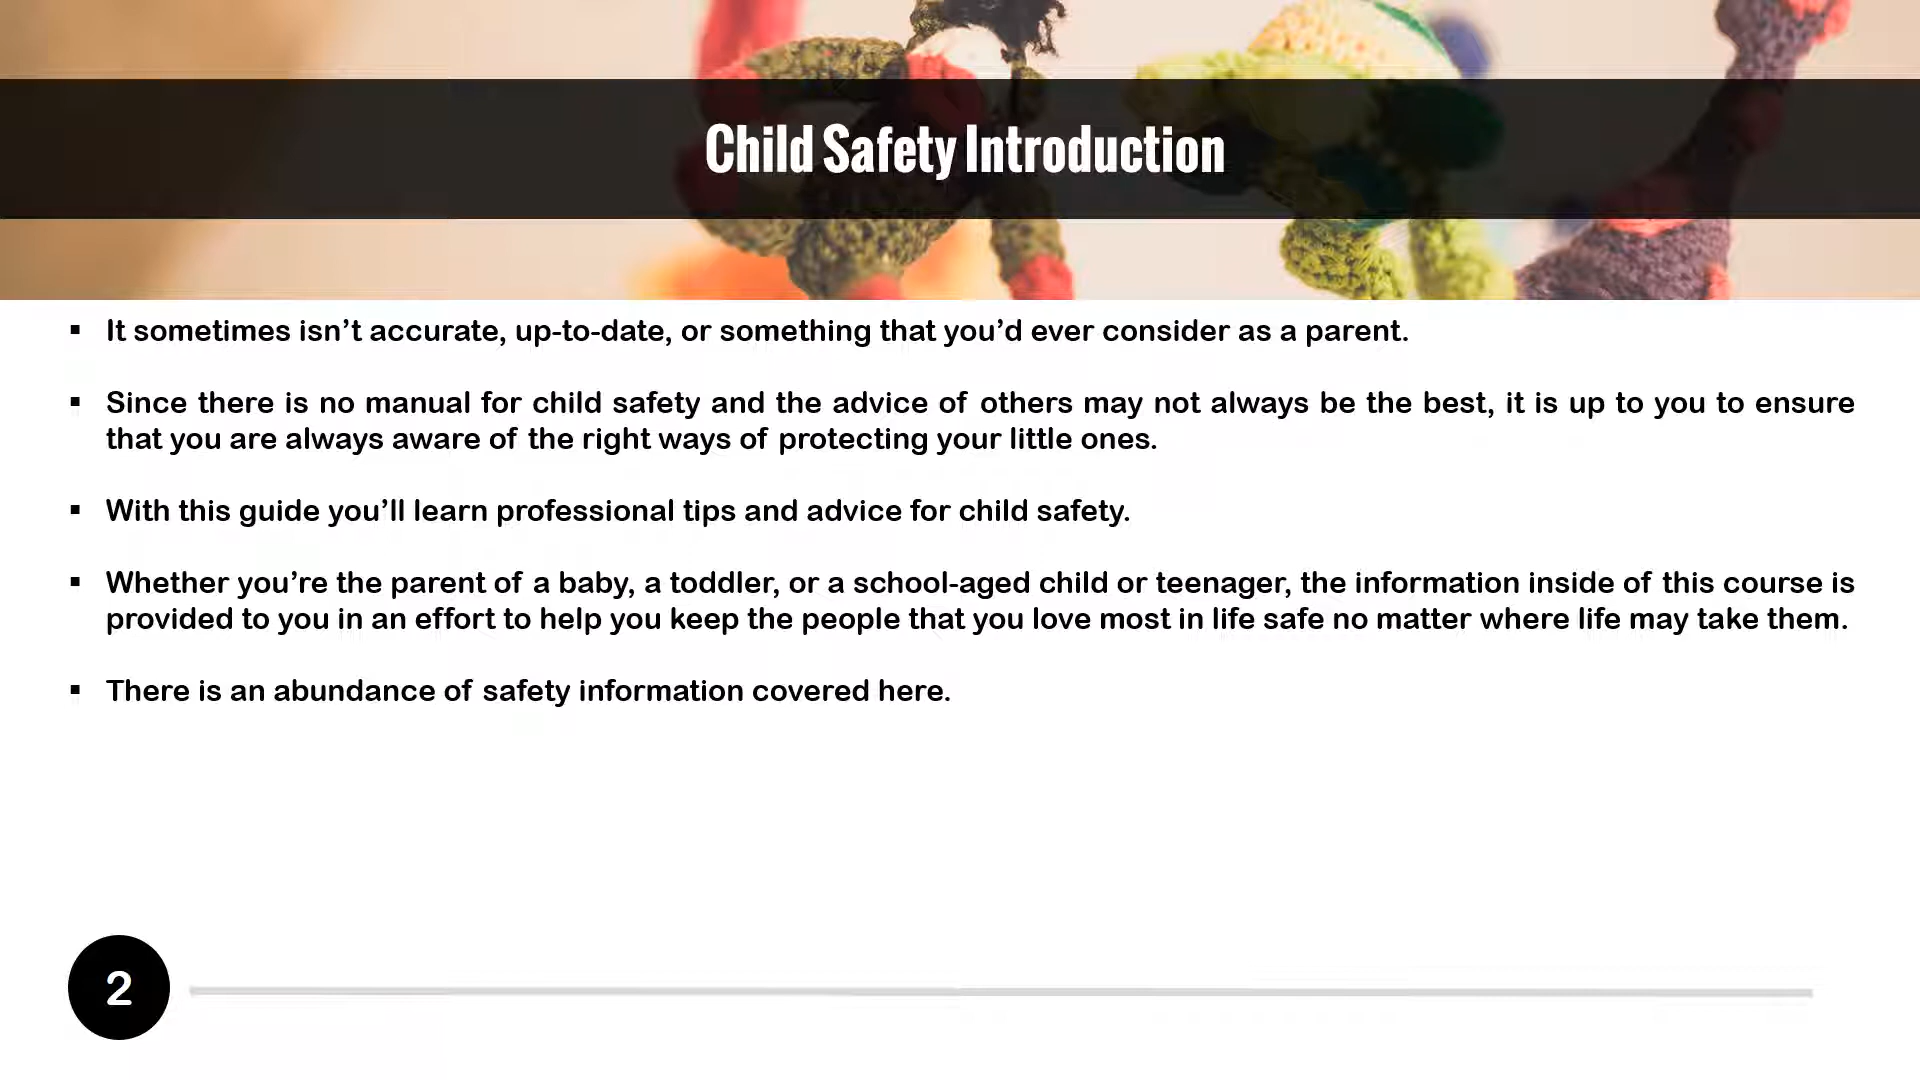 Child Safety Introduction
▪ It sometimes isn’t accurate, up-to-date, or something that you’d ever consider as a parent.
▪ Since there is no manual for child safety and the advice of others may not always be the best, it is up to you to ensure
that you are always aware of the right ways of protecting your little ones.
▪ With this guide you’ll learn professional tips and advice for child safety.
▪ Whether you’re the parent of a baby, a toddler, or a school-aged child or teenager, the information inside of this course is
provided to you in an effort to help you keep the people that you love most in life safe no matter where life may take them.
▪ There is an abundance of safety information covered here.
2